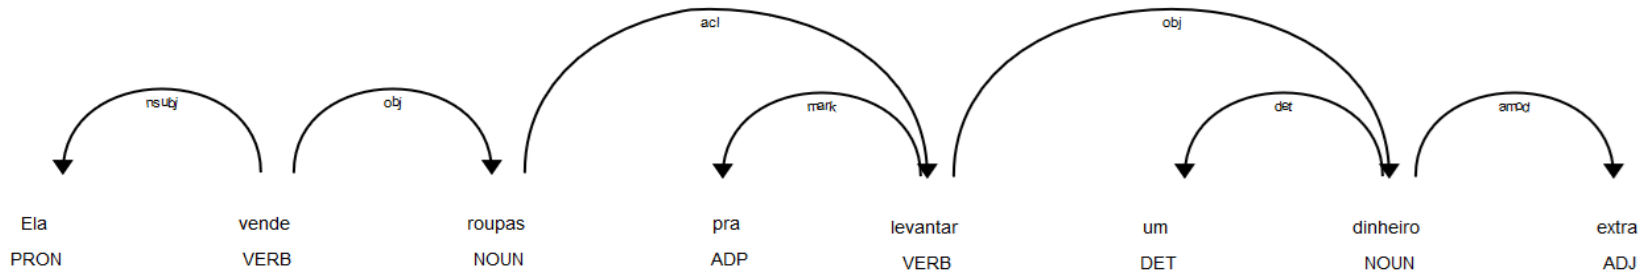 acl obj
nsubj obj mark det amod
Ela vende roupas pra levantar um dinheiro extra
PRON VERB NOUN ADP VERB DET NOUN ADJ